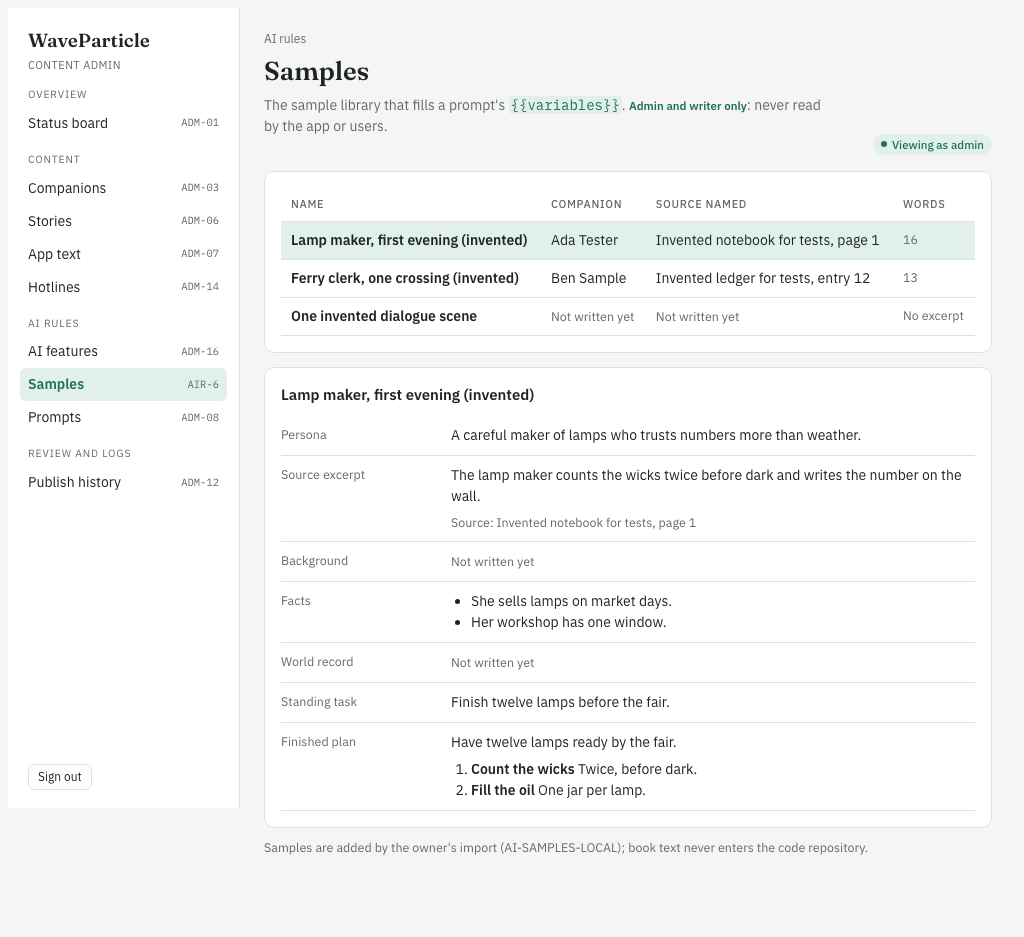 WaveParticle
CONTENT ADMIN
OVERVIEW
Status board ADM-01
CONTENT
Companions ADM-03
Stories ADM-06
App text ADM-07
Hotlines ADM-14
AI RULES
AI features ADM-16
Samples AIR-6
Prompts ADM-08
REVIEW AND LOGS
Publish history ADM-12
Sign out
AI rules
Samples
The sample library that fills a prompt's {{variables}}. Admin and writer only: never read
by the app or users.
Viewing as admin
NAME COMPANION SOURCE NAMED WORDS
Lamp maker, first evening (invented) Ada Tester Invented notebook for tests, page 1 16
Ferry clerk, one crossing (invented) Ben Sample Invented ledger for tests, entry 12 13
One invented dialogue scene Not written yet Not written yet No excerpt
Lamp maker, first evening (invented)
Persona A careful maker of lamps who trusts numbers more than weather.
Source excerpt The lamp maker counts the wicks twice before dark and writes the number on the
wall.
Source: Invented notebook for tests, page 1
Background Not written yet
Facts • She sells lamps on market days.
• Her workshop has one window.
World record Not written yet
Standing task Finish twelve lamps before the fair.
Finished plan Have twelve lamps ready by the fair.
1. Count the wicks Twice, before dark.
2. Fill the oil One jar per lamp.
Samples are added by the owner's import (AI-SAMPLES-LOCAL); book text never enters the code repository.